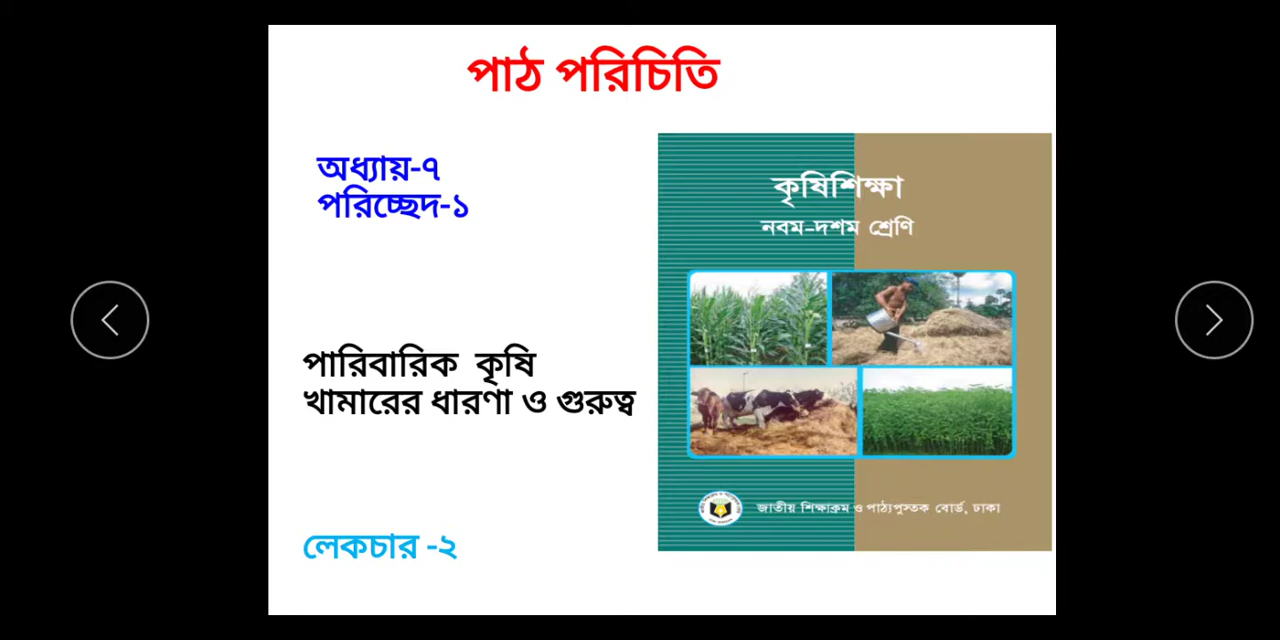 পাঠ পরিচিতি
অধ্যায়-৭
পরিচ্ছেদ-১
পারিবারিক কৃষি
খামারের ধারণা ও গুরুত্ব
লেকচার -২
কৃষিশিক্ষা
নবম-দশম শ্রেণি
জাতীয় শিক্ষাক্রম ও পাঠ্যপুস্তক বোর্ড, ঢাকা